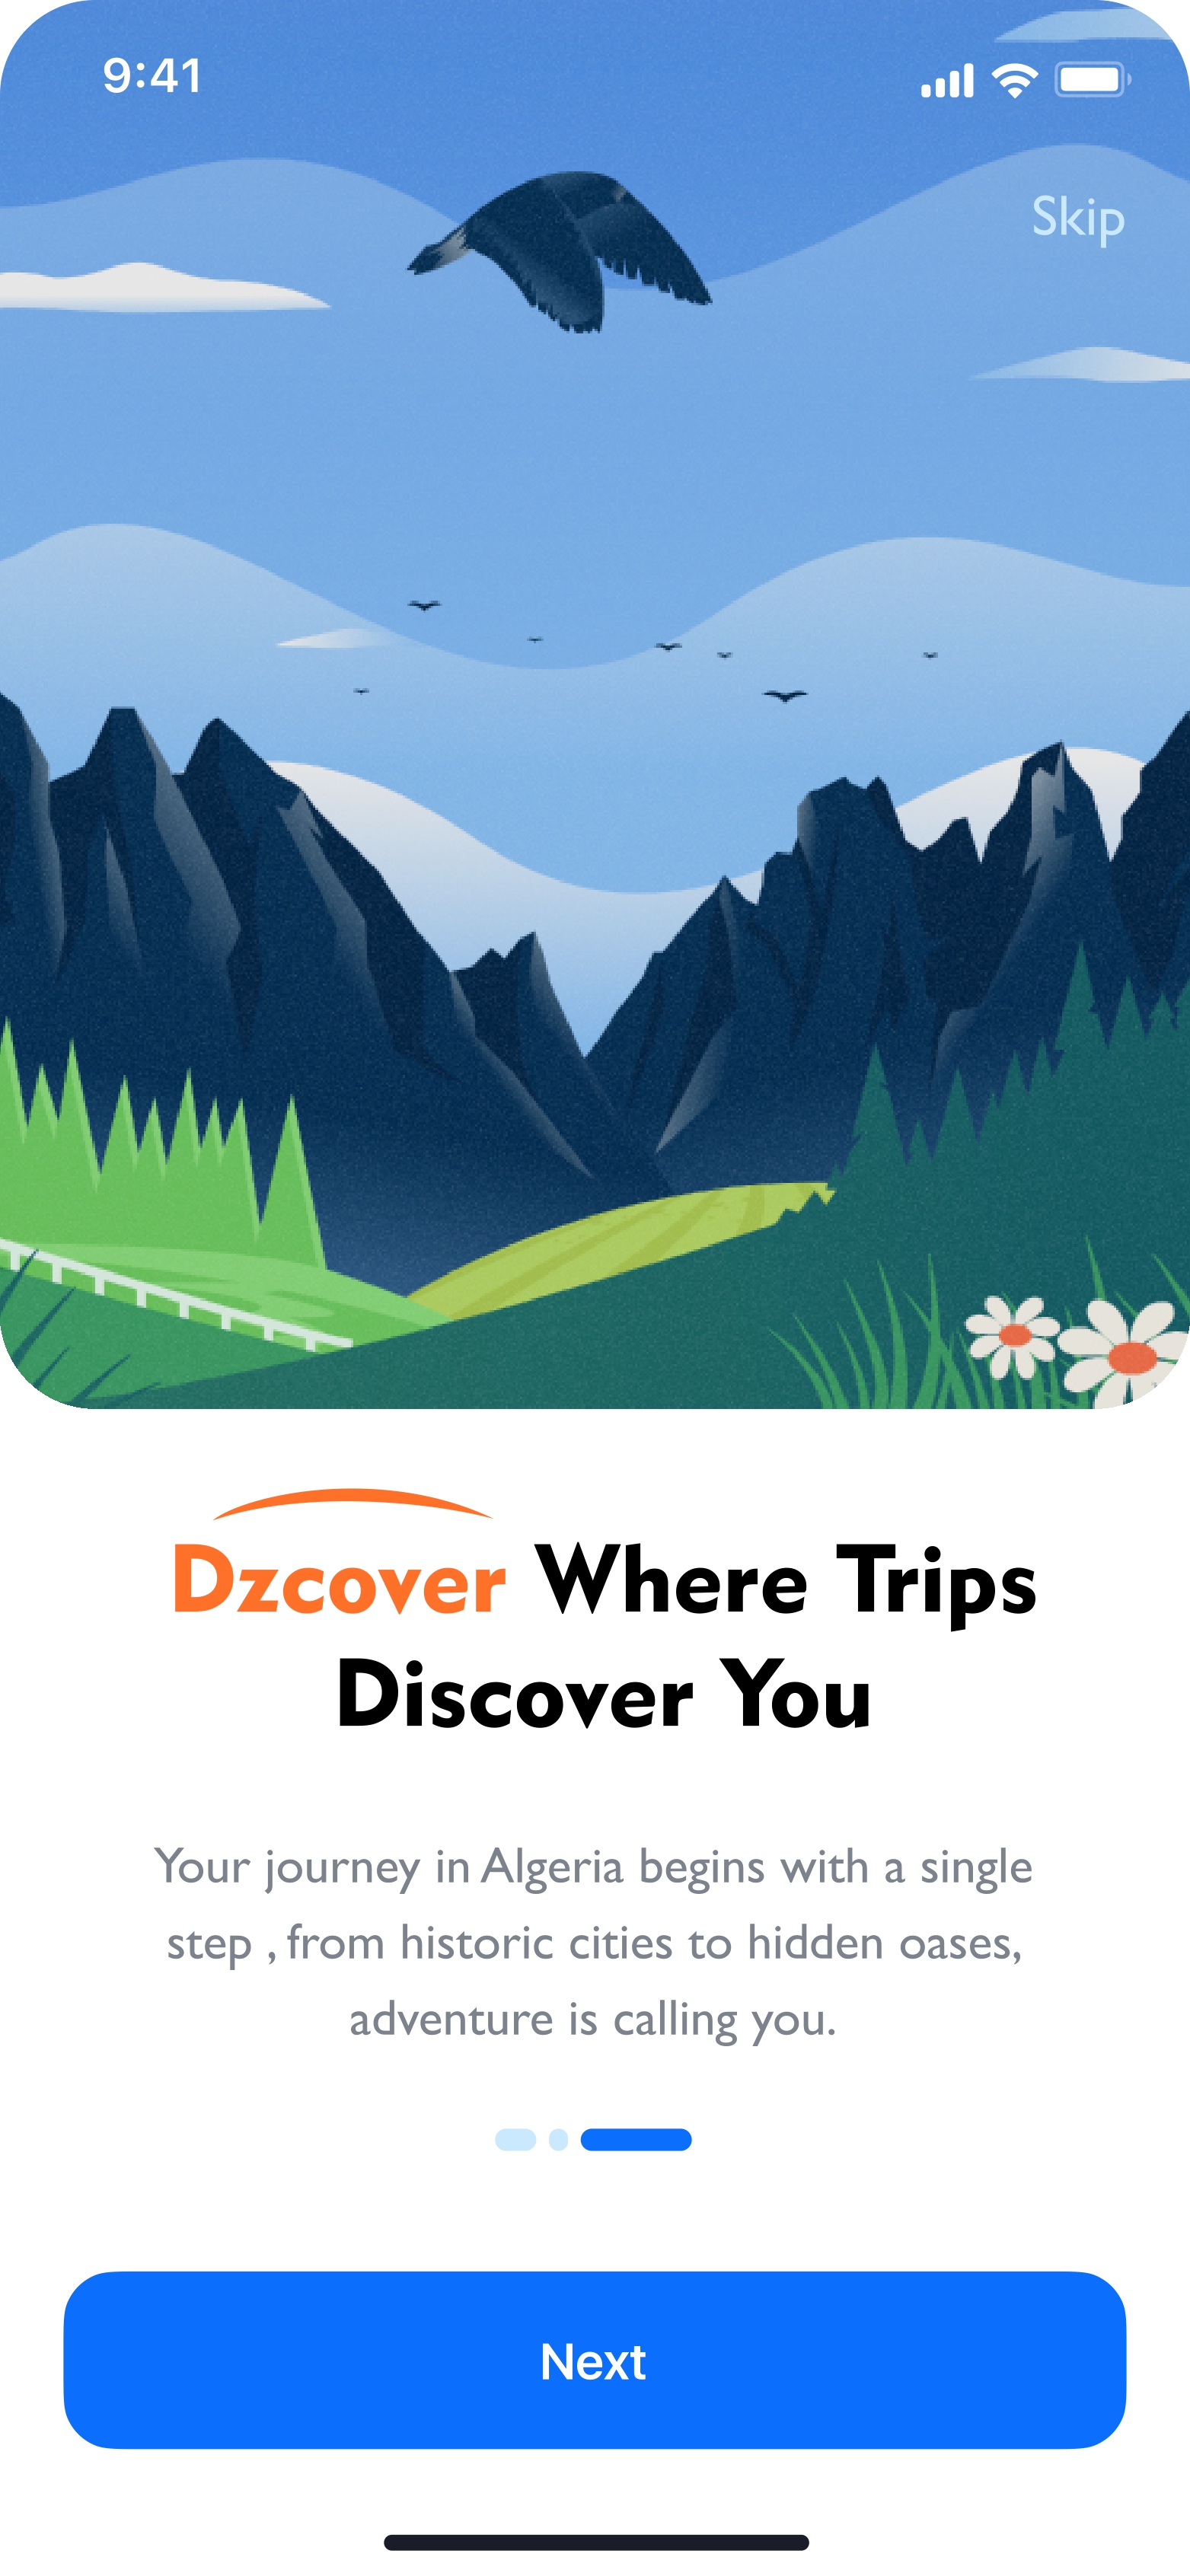 9:41
Skip
Dzcover Where Trips
Discover You
Your journey in Algeria begins with a single
step , from historic cities to hidden oases,
adventure is calling you.
Next